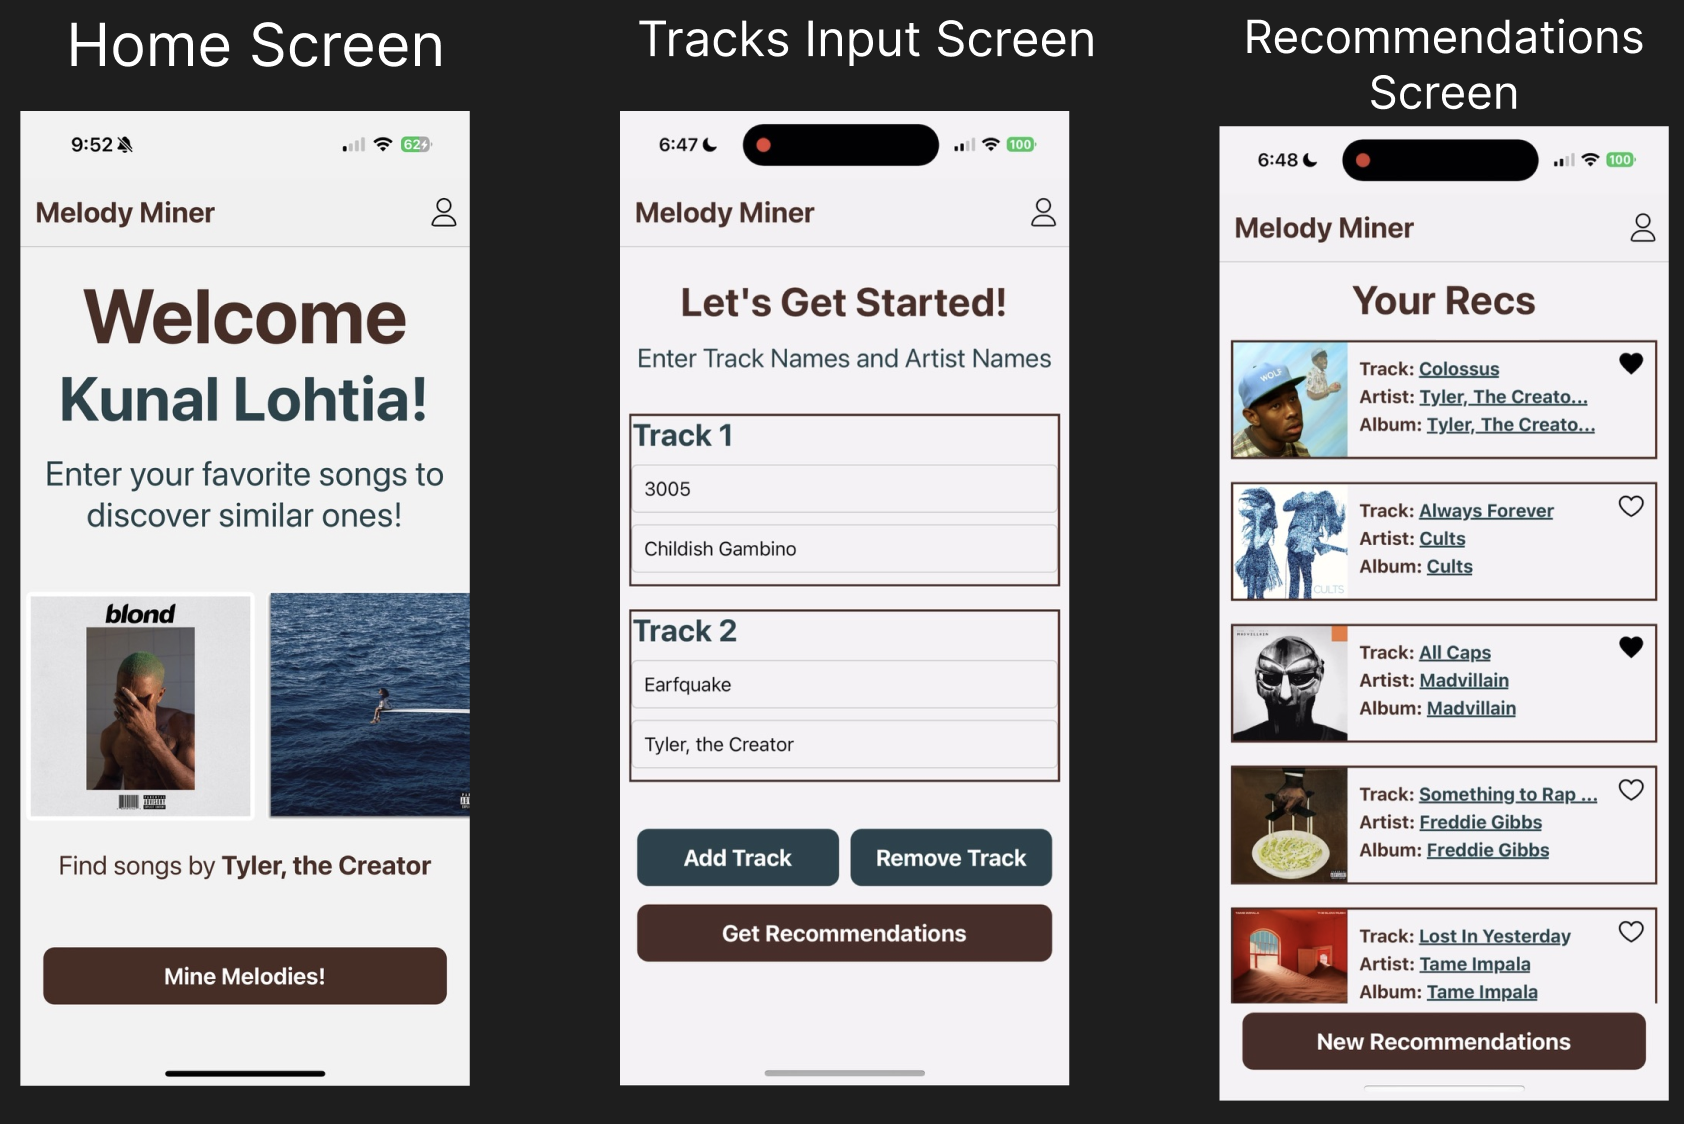 Home Screen
9:52
62
Melody Miner
Welcome
Kunal Lohtia!
Enter your favorite songs to
discover similar ones!
blond
Find songs by Tyler, the Creator
Mine Melodies!
Tracks Input Screen
6:47
100
Melody Miner
Let's Get Started!
Enter Track Names and Artist Names
Track 1
3005
Childish Gambino
Track 2
Earfquake
Tyler, the Creator
Add Track
Remove Track
Get Recommendations
Recommendations
Screen
6:48
100
Melody Miner
Your Recs
WOLF
Track: Colossus
Artist: Tyler, The Creato...
Album: Tyler, The Creato...
CULTS
Track: Always Forever
Artist: Cults
Album: Cults
MADVILLAIN
Track: All Caps
Artist: Madvillain
Album: Madvillain
Track: Something to Rap ...
Artist: Freddie Gibbs
Album: Freddie Gibbs
Track: Lost In Yesterday
Artist: Tame Impala
Album: Tame Impala
New Recommendations